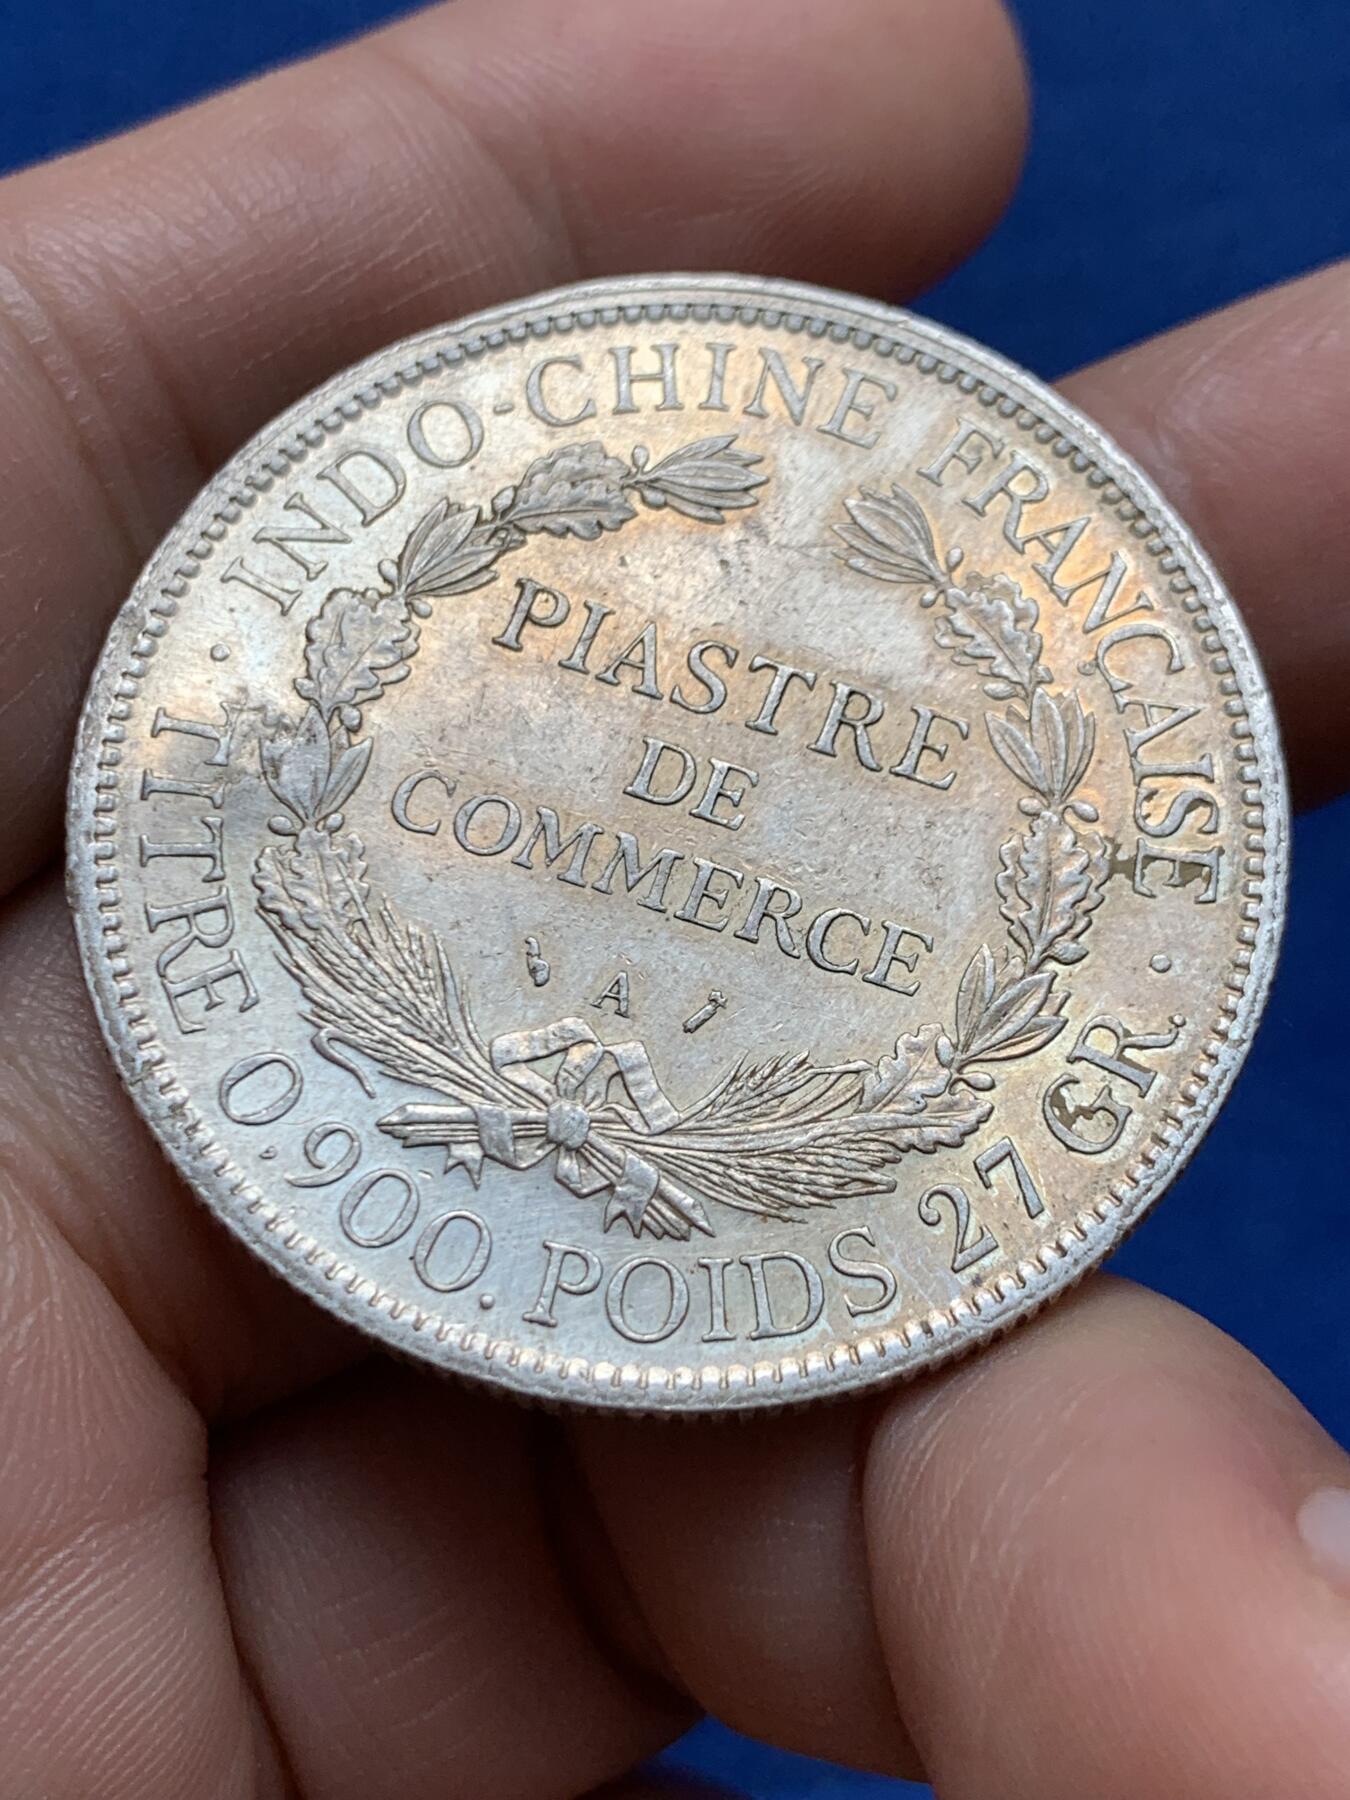 INDO-CHINE FRANÇAISE
PIASTRE
DE
COMMERCE
A
· TITRE 0,900. POIDS 27 GR. ·